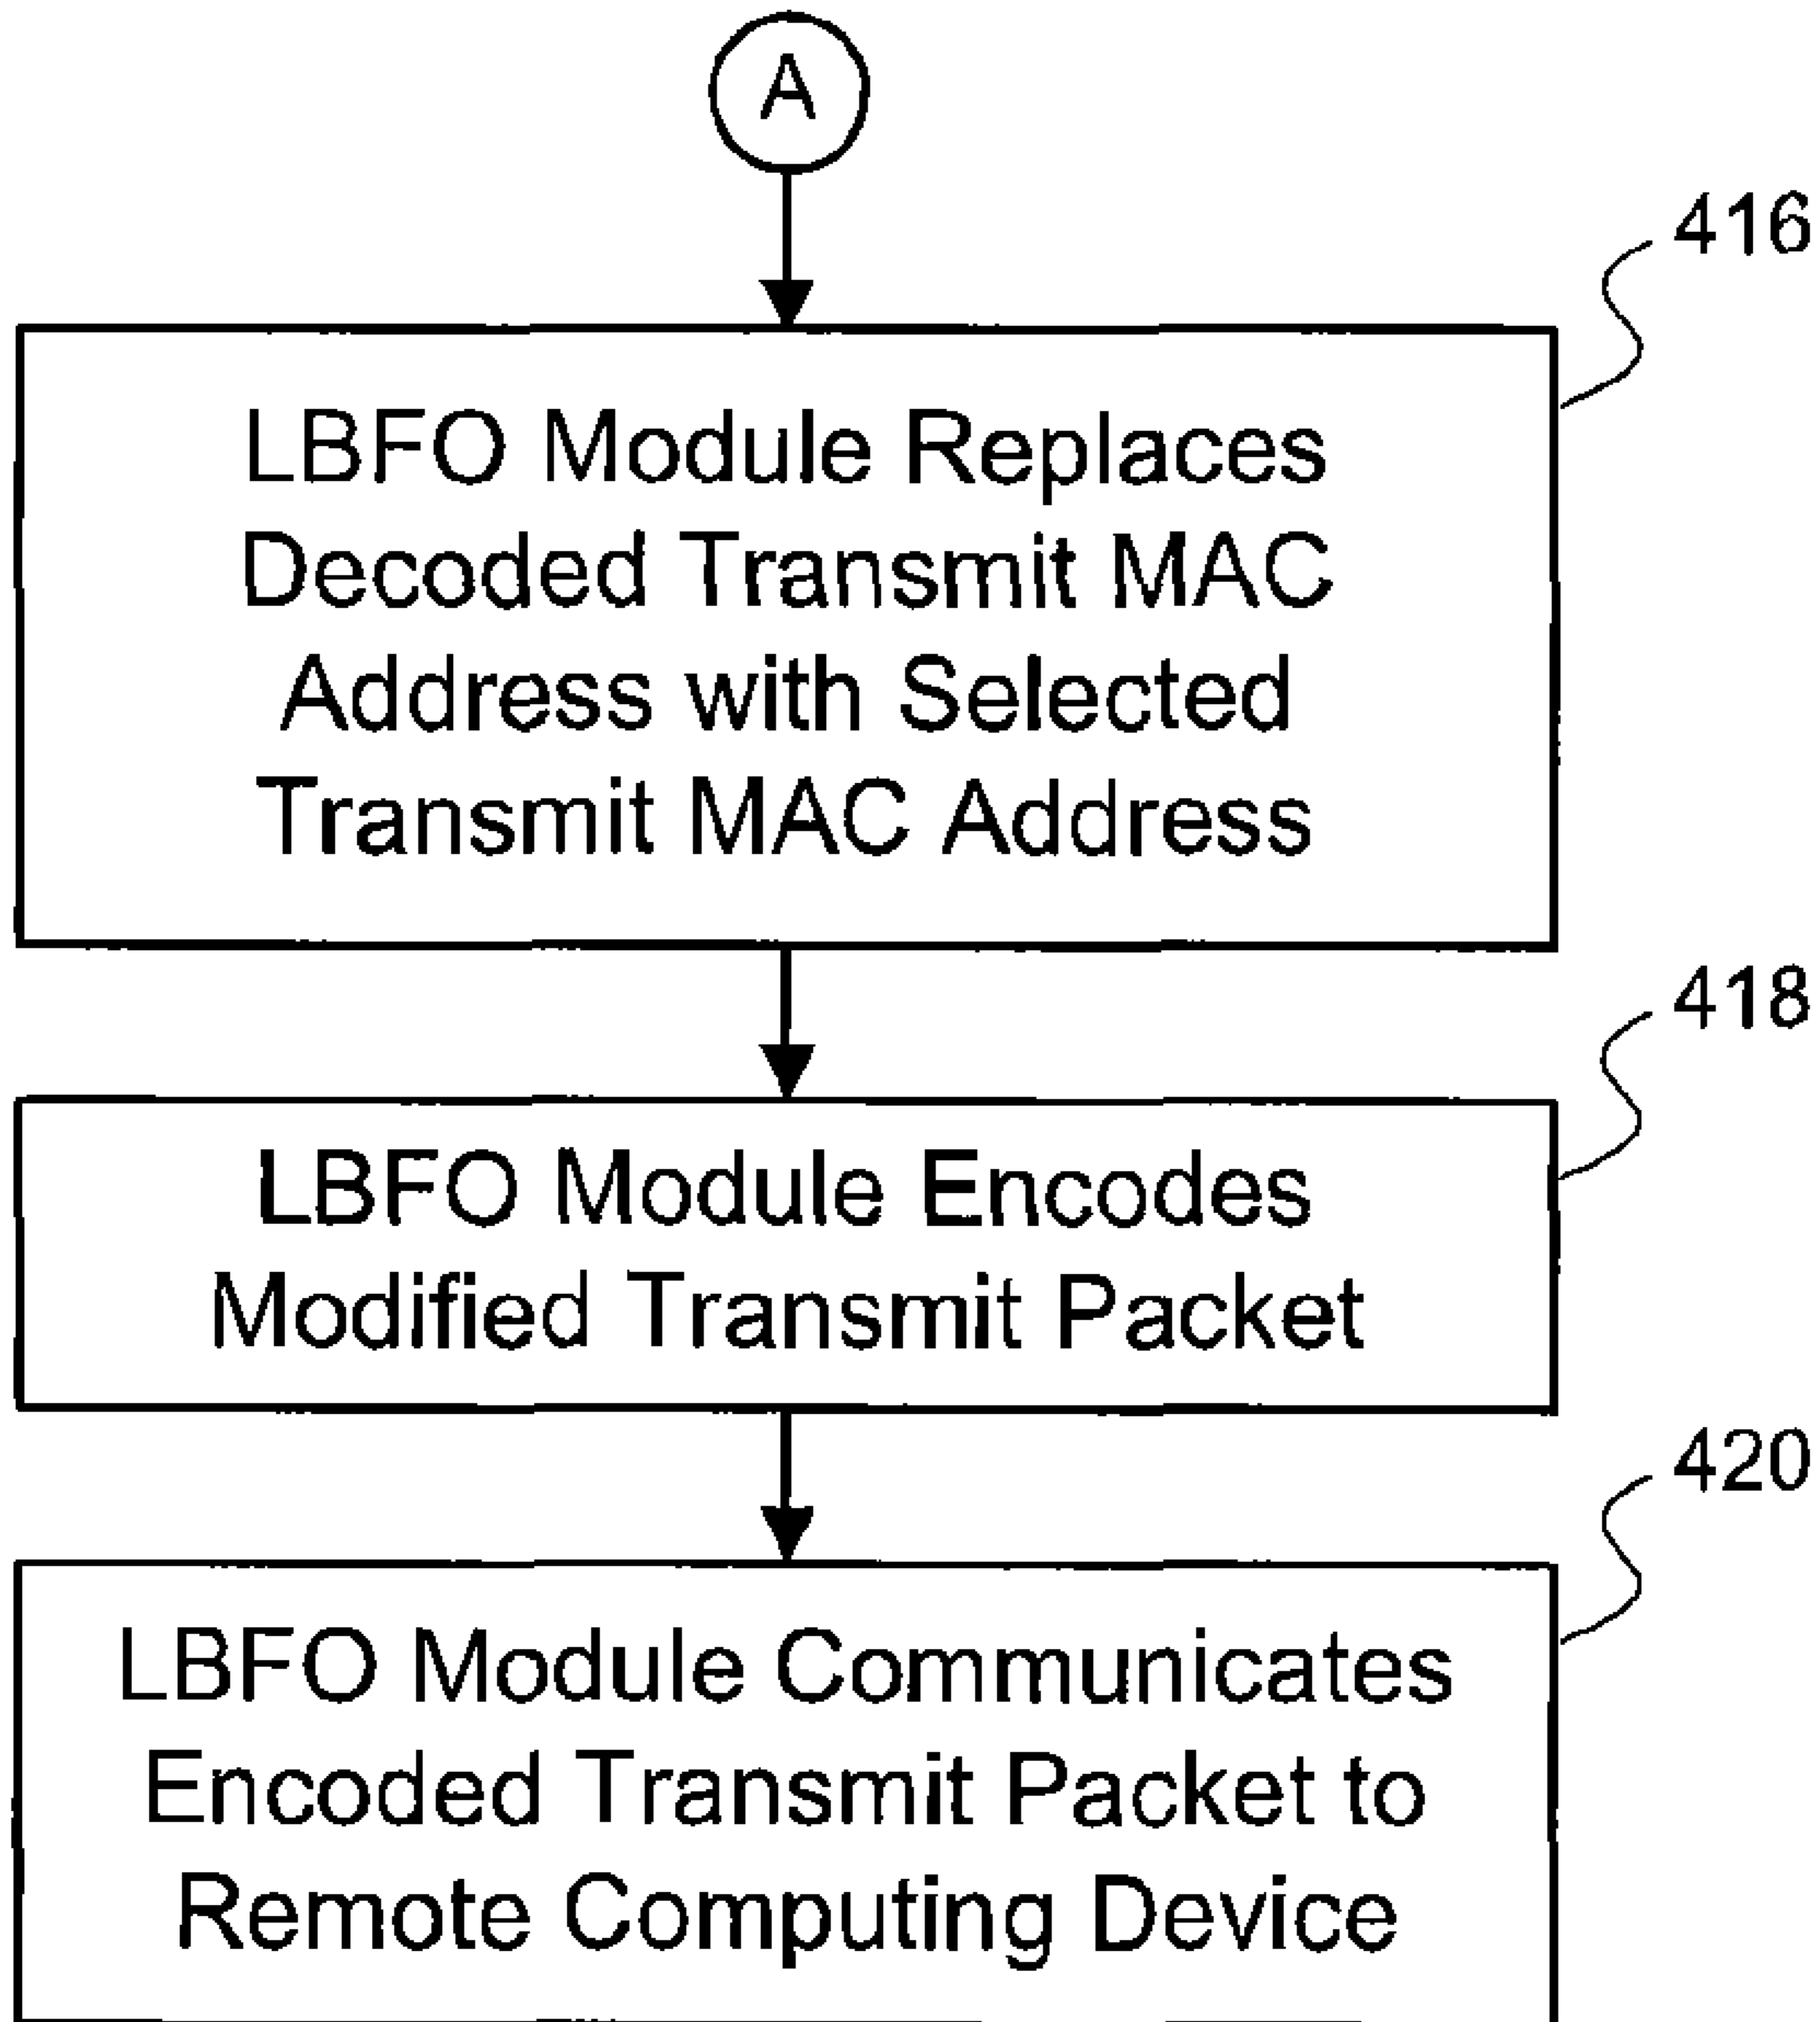 A
416
LBFO Module Replaces
Decoded Transmit MAC
Address with Selected
Transmit MAC Address
418
LBFO Module Encodes
Modified Transmit Packet
420
LBFO Module Communicates
Encoded Transmit Packet to
Remote Computing Device